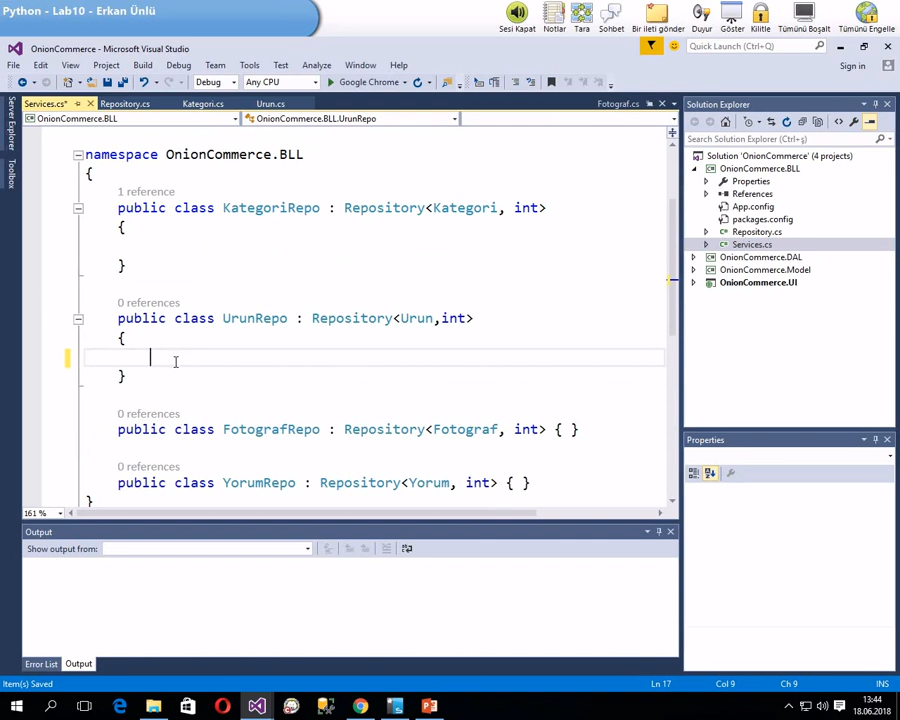 Python - Lab10 - Erkan Ünlü
Sesi Kapat Notlar Tara Sohbet Bir ileti gönder Duyur Göster Kilitle Tümünü Boşalt Tümünü Engelle
OnionCommerce - Microsoft Visual Studio
Quick Launch (Ctrl+Q)
File Edit View Project Build Debug Team Tools Test Analyze Window Help
Sign in
Debug Any CPU Google Chrome
Server Explorer
Toolbox
Services.cs* Repository.cs Kategori.cs Urun.cs Fotograf.cs
OnionCommerce.BLL OnionCommerce.BLL.UrunRepo
namespace OnionCommerce.BLL
{
1 reference
public class KategoriRepo : Repository<Kategori, int>
{
}
0 references
public class UrunRepo : Repository<Urun,int>
{
}
0 references
public class FotografRepo : Repository<Fotograf, int> { }
0 references
public class YorumRepo : Repository<Yorum, int> { }
}
161 %
Output
Show output from:
Error List Output
Solution Explorer
Search Solution Explorer (Ctrl+ş)
Solution 'OnionCommerce' (4 projects)
OnionCommerce.BLL
Properties
References
App.config
packages.config
Repository.cs
Services.cs
OnionCommerce.DAL
OnionCommerce.Model
OnionCommerce.UI
Properties
Item(s) Saved Ln 17 Col 9 Ch 9 INS
13:44
18.06.2018